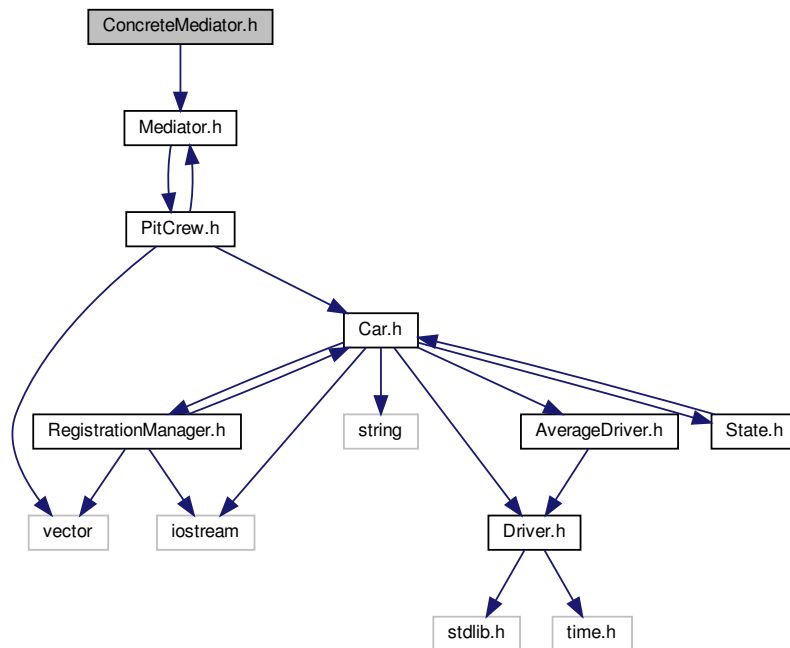 ConcreteMediator.h
Mediator.h
PitCrew.h
Car.h
RegistrationManager.h
string
AverageDriver.h
State.h
vector
iostream
Driver.h
stdlib.h
time.h